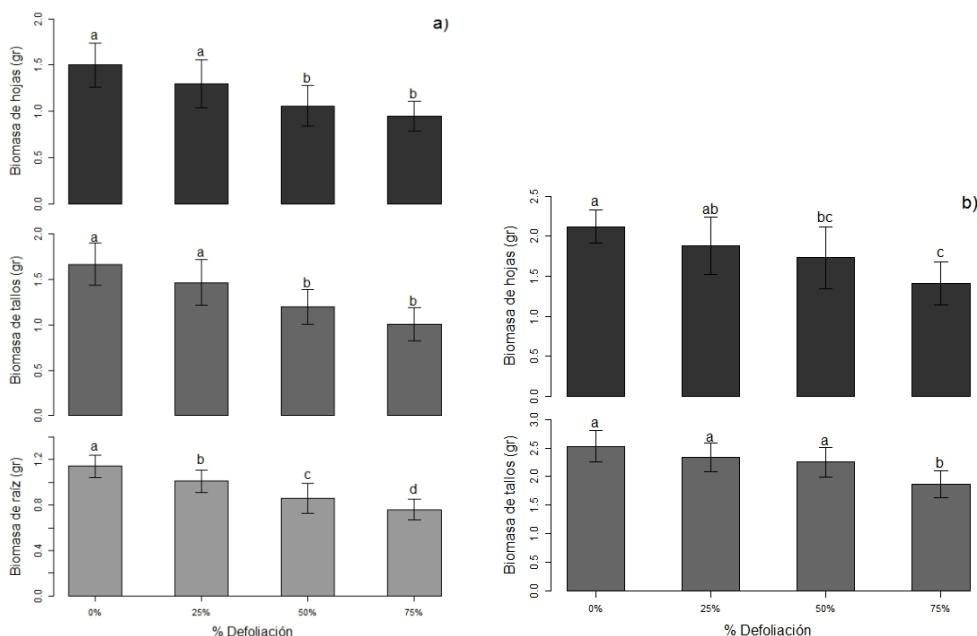 a)
Biomasa de hojas (gr)
2.0
1.5
1.0
0.5
0.0
a
a
b
b
Biomasa de tallos (gr)
2.0
1.5
1.0
0.5
0.0
a
a
b
b
Biomasa de raíz (gr)
1.2
0.8
0.4
0.0
a
b
c
d
0%
25%
50%
75%
% Defoliación
b)
Biomasa de hojas (gr)
2.5
2.0
1.5
1.0
0.5
0.0
a
ab
bc
c
Biomasa de tallos (gr)
3.0
2.5
2.0
1.5
1.0
0.5
0.0
a
a
a
b
0%
25%
50%
75%
% Defoliación